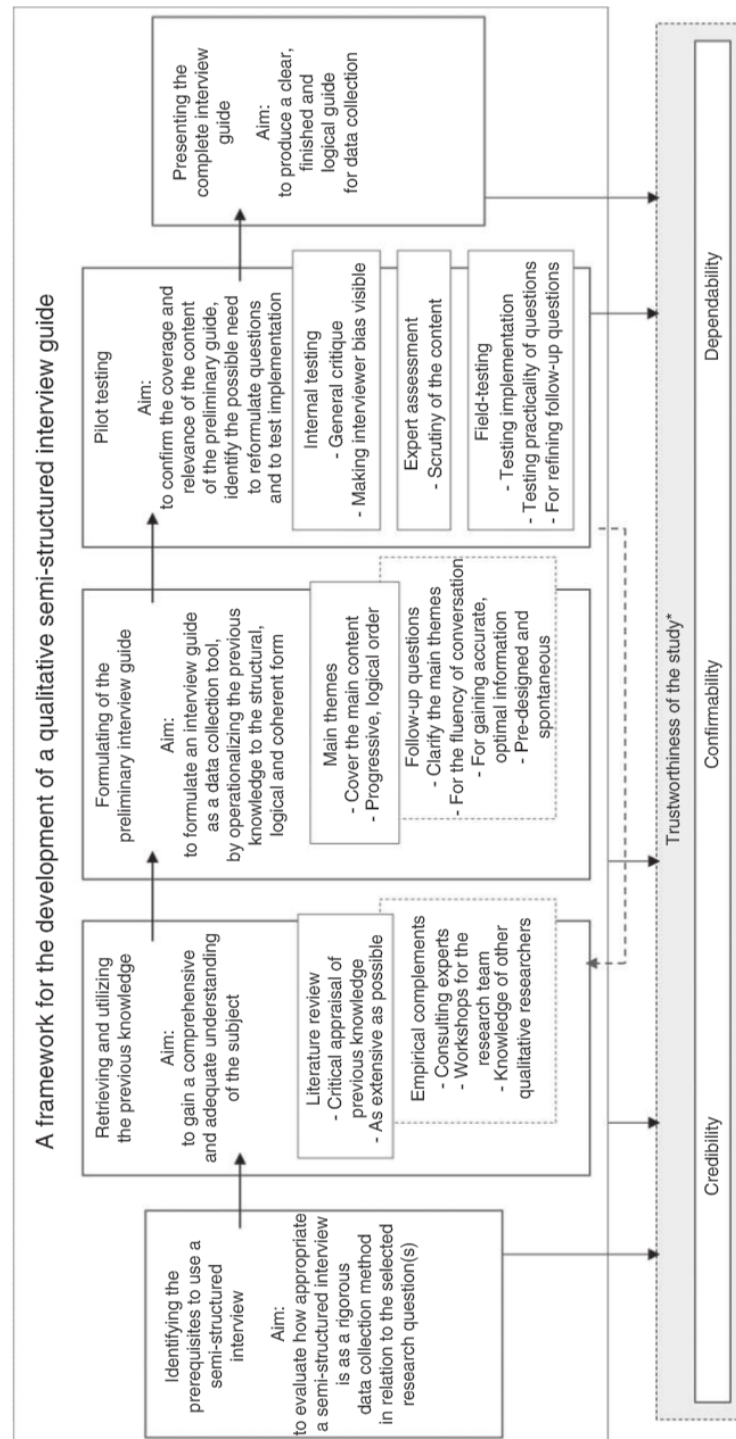 A framework for the development of a qualitative semi-structured interview guide
Identifying the
prerequisites to use a
semi-structured
interview
Aim:
to evaluate how appropriate
a semi-structured interview
is as a rigorous
data collection method
in relation to the selected
research question(s)
Retrieving and utilizing
the previous knowledge
Aim:
to gain a comprehensive
and adequate understanding
of the subject
Literature review
- Critical appraisal of
previous knowledge
- As extensive as possible
Empirical complements
- Consulting experts
- Workshops for the
research team
- Knowledge of other
qualitative researchers
Formulating of the
preliminary interview guide
Aim:
to formulate an interview guide
as a data collection tool,
by operationalizing the previous
knowledge to the structural,
logical and coherent form
Main themes
- Cover the main content
- Progressive, logical order
Follow-up questions
- Clarify the main themes
- For the fluency of conversation
- For gaining accurate,
optimal information
- Pre-designed and
spontaneous
Pilot testing
Aim:
to confirm the coverage and
relevance of the content
of the preliminary guide,
identify the possible need
to reformulate questions
and to test implementation
Internal testing
- General critique
- Making interviewer bias visible
Expert assessment
- Scrutiny of the content
Field-testing
- Testing implementation
- Testing practicality of questions
- For refining follow-up questions
Presenting the
complete interview
guide
Aim:
to produce a clear,
finished and
logical guide
for data collection
Trustworthiness of the study*
Credibility
Confirmability
Dependability